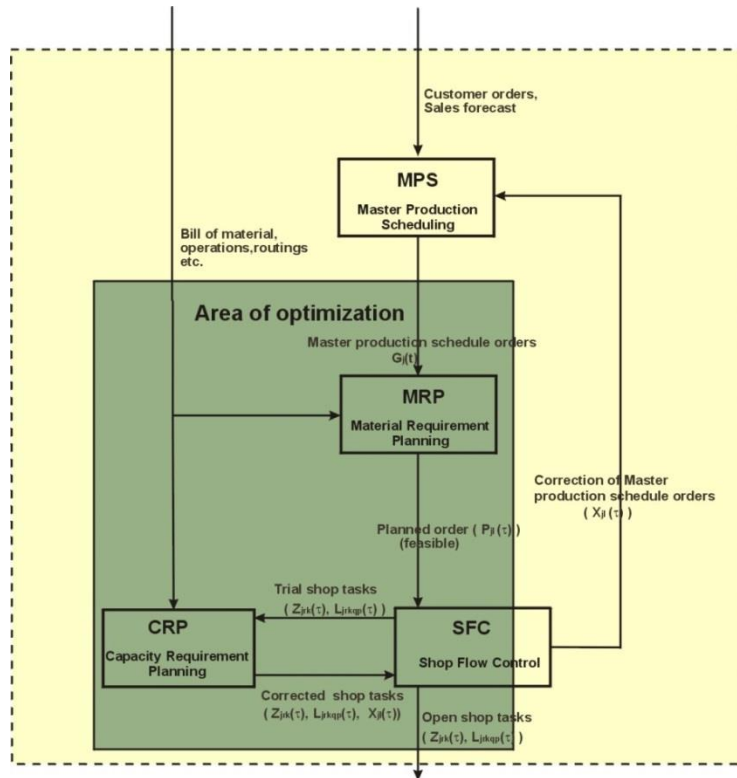 Customer orders,
Sales forecast
MPS
Master Production
Scheduling
Bill of material,
operations,routings
etc.
Area of optimization
Master production schedule orders
Gⱼ(t)
MRP
Material Requirement
Planning
Correction of Master
production schedule orders
( Xⱼₗ(τ) )
Planned order ( Pⱼₗ(τ) )
(feasible)
Trial shop tasks
( Zjrk(τ), Ljrkqp(τ) )
CRP
Capacity Requirement
Planning
SFC
Shop Flow Control
Corrected shop tasks
( Zjrk(τ), Ljrkqp(τ), Xjl(τ))
Open shop tasks
( Zjrk(τ), Ljrkqp(τ) )